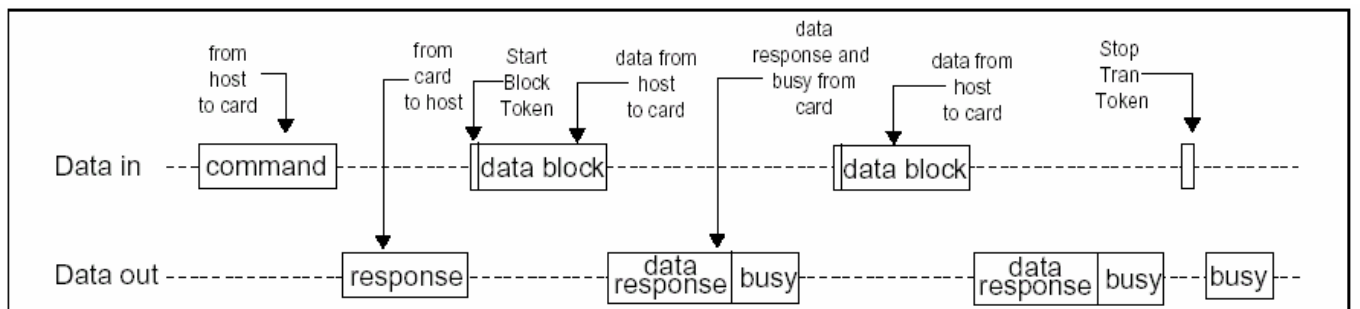 from
host
to card
from
card
to host
Start
Block
Token
data from
host
to card
data
response and
busy from
card
data from
host
to card
Stop
Tran
Token
Data in
command
data block
data block
Data out
response
data
response
busy
data
response
busy
busy